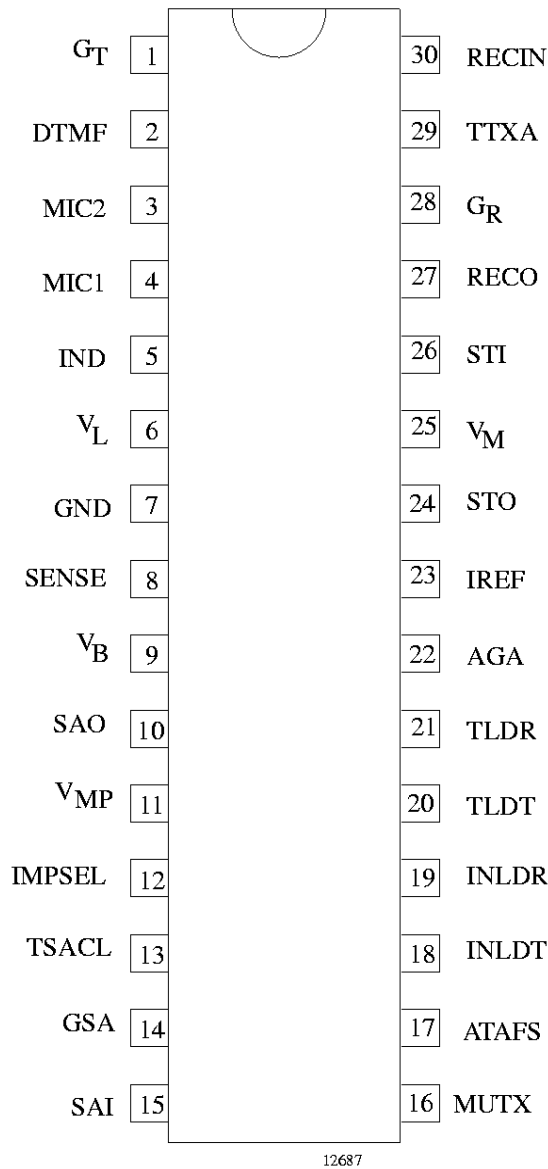 GT 1 30 RECIN
DTMF 2 29 TTXA
MIC2 3 28 GR
MIC1 4 27 RECO
IND 5 26 STI
VL 6 25 VM
GND 7 24 STO
SENSE 8 23 IREF
VB 9 22 AGA
SAO 10 21 TLDR
VMP 11 20 TLDT
IMPSEL 12 19 INLDR
TSACL 13 18 INLDT
GSA 14 17 ATAFS
SAI 15 16 MUTX
12687